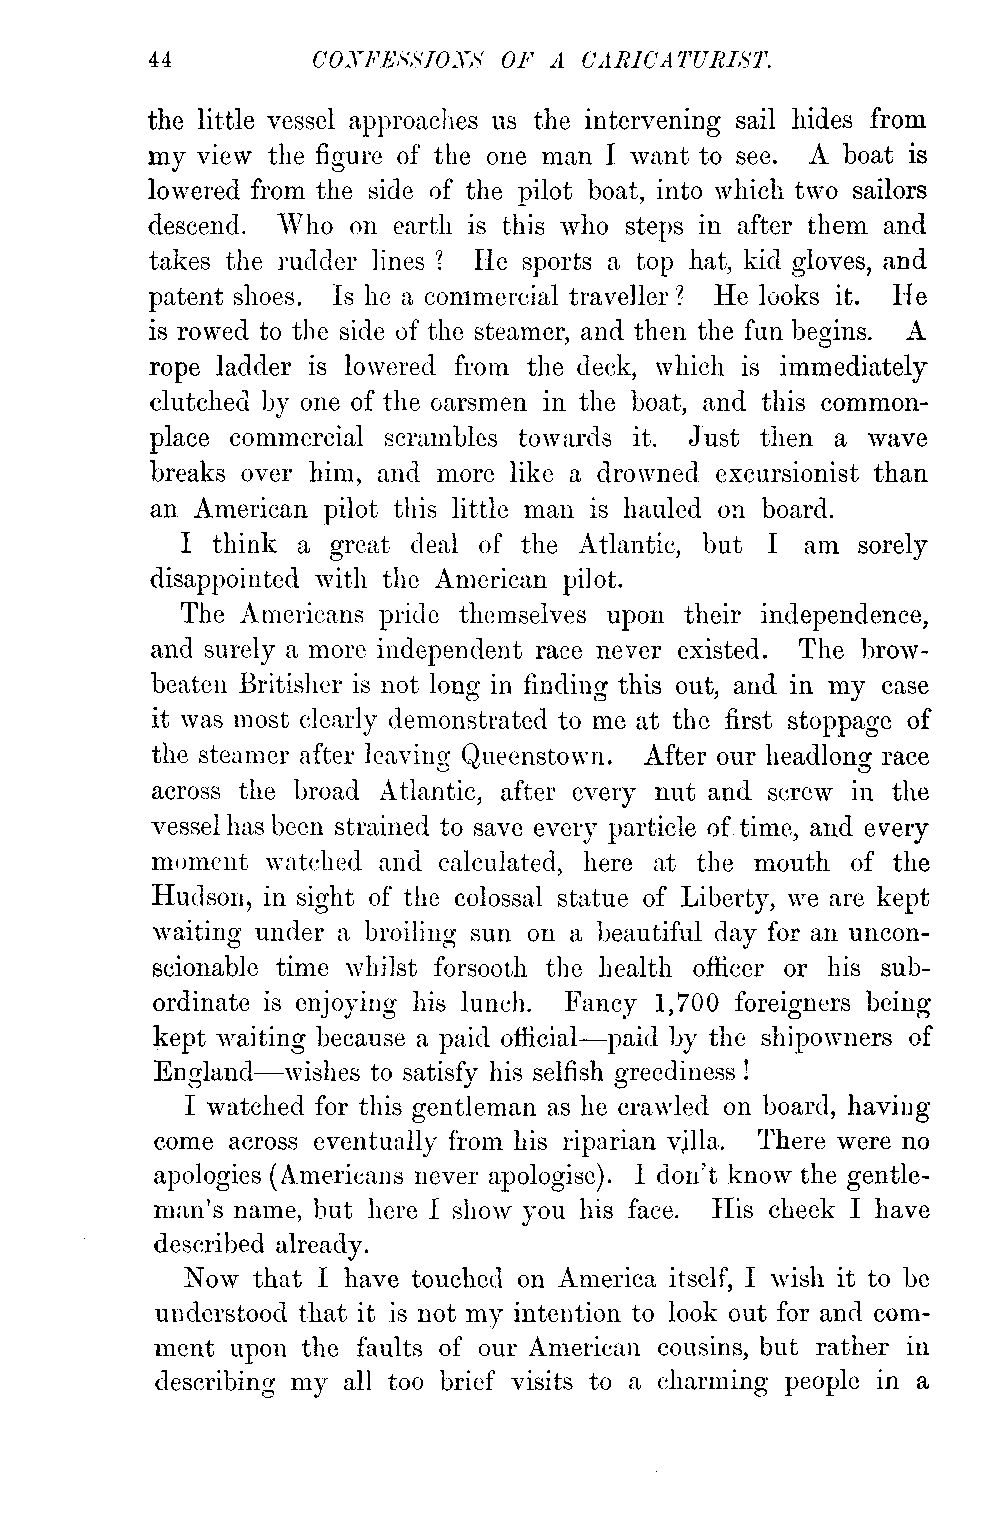 44 CONFESSIONS OF A CARICATURIST.
the little vessel approaches us the intervening sail hides from
my view the figure of the one man I want to see. A boat is
lowered from the side of the pilot boat, into which two sailors
descend. Who on earth is this who steps in after them and
takes the rudder lines? He sports a top hat, kid gloves, and
patent shoes. Is he a commercial traveller? He looks it. He
is rowed to the side of the steamer, and then the fun begins. A
rope ladder is lowered from the deck, which is immediately
clutched by one of the oarsmen in the boat, and this common-
place commercial scrambles towards it. Just then a wave
breaks over him, and more like a drowned excursionist than
an American pilot this little man is hauled on board.
I think a great deal of the Atlantic, but I am sorely
disappointed with the American pilot.
The Americans pride themselves upon their independence,
and surely a more independent race never existed. The brow-
beaten Britisher is not long in finding this out, and in my case
it was most clearly demonstrated to me at the first stoppage of
the steamer after leaving Queenstown. After our headlong race
across the broad Atlantic, after every nut and screw in the
vessel has been strained to save every particle of time, and every
moment watched and calculated, here at the mouth of the
Hudson, in sight of the colossal statue of Liberty, we are kept
waiting under a broiling sun on a beautiful day for an uncon-
scionable time whilst forsooth the health officer or his sub-
ordinate is enjoying his lunch. Fancy 1,700 foreigners being
kept waiting because a paid official—paid by the shipowners of
England—wishes to satisfy his selfish greediness!
I watched for this gentleman as he crawled on board, having
come across eventually from his riparian villa. There were no
apologies (Americans never apologise). I don't know the gentle-
man's name, but here I show you his face. His cheek I have
described already.
Now that I have touched on America itself, I wish it to be
understood that it is not my intention to look out for and com-
ment upon the faults of our American cousins, but rather in
describing my all too brief visits to a charming people in a